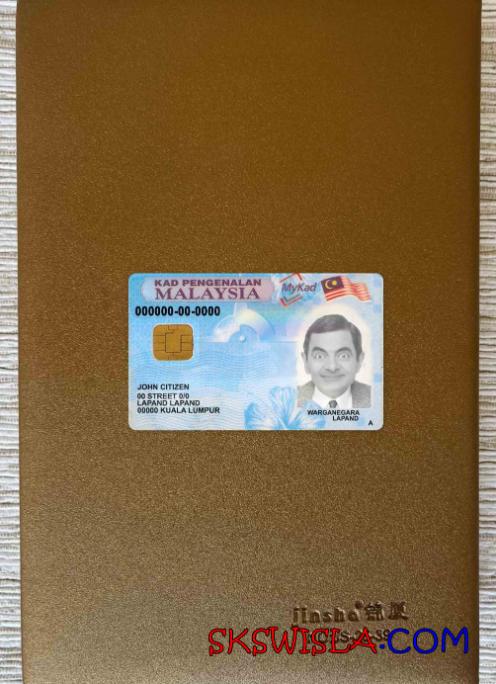 KAD PENGENALAN
MALAYSIA
MyKad
000000-00-0000
JOHN CITIZEN
00 STREET 0/0
LAPAND LAPAND
00000 KUALA LUMPUR
WARGANEGARA
LAPAND
A
jinsha
SKSWISLA.COM